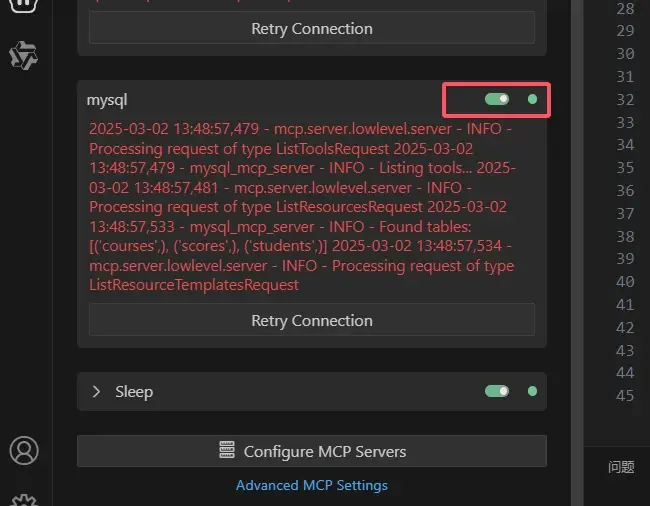 Retry Connection
mysql
2025-03-02 13:48:57,479 - mcp.server.lowlevel.server - INFO -
Processing request of type ListToolsRequest 2025-03-02
13:48:57,479 - mysql_mcp_server - INFO - Listing tools... 2025-
03-02 13:48:57,481 - mcp.server.lowlevel.server - INFO -
Processing request of type ListResourcesRequest 2025-03-02
13:48:57,533 - mysql_mcp_server - INFO - Found tables:
[('courses',), ('scores',), ('students',)] 2025-03-02 13:48:57,534 -
mcp.server.lowlevel.server - INFO - Processing request of type
ListResourceTemplatesRequest
Retry Connection
Sleep
Configure MCP Servers
Advanced MCP Settings
28
29
30
31
32
33
34
35
36
37
38
39
40
41
42
43
44
45
问题